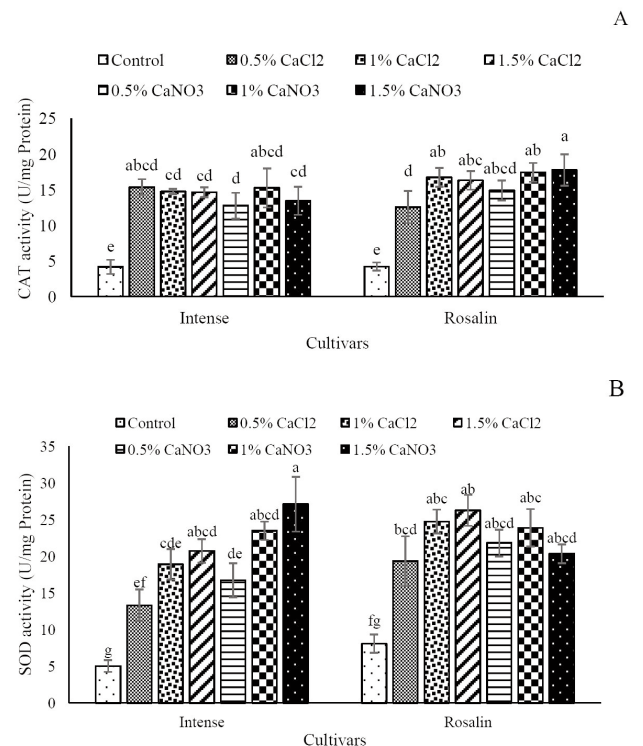 A
Control 0.5% CaCl2 1% CaCl2 1.5% CaCl2
0.5% CaNO3 1% CaNO3 1.5% CaNO3
CAT activity (U/mg Protein)
25
20
15
10
5
0
e abcd cd cd d abcd cd
e d ab abc abcd ab a
Intense Rosalin
Cultivars
B
Control 0.5% CaCl2 1% CaCl2 1.5% CaCl2
0.5% CaNO3 1% CaNO3 1.5% CaNO3
SOD activity (U/mg Protein)
35
30
25
20
15
10
5
0
g ef cde abcd de abcd a
fg bcd abc ab abcd abc abcd
Intense Rosalin
Cultivars